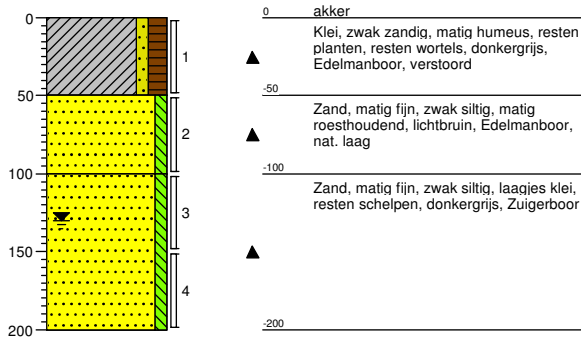 0
50
100
150
200
1
2
3
4
0
akker
Klei, zwak zandig, matig humeus, resten
planten, resten wortels, donkergrijs,
Edelmanboor, verstoord
-50
Zand, matig fijn, zwak siltig, matig
roesthoudend, lichtbruin, Edelmanboor,
nat. laag
-100
Zand, matig fijn, zwak siltig, laagjes klei,
resten schelpen, donkergrijs, Zuigerboor
-200